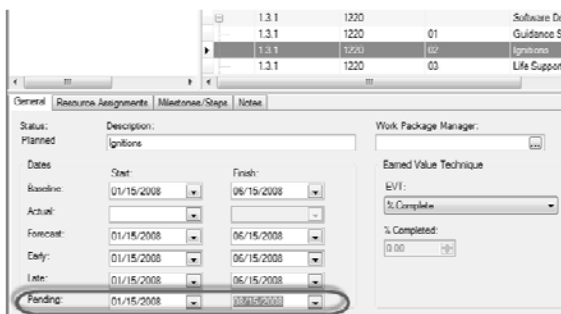 1.3.1 1220 Software De
1.3.1 1220 01 Guidance S
1.3.1 1220 02 Ignitions
1.3.1 1220 03 Life Support
General Resource Assignments Milestones/Steps Notes
Status: Description: Work Package Manager:
Planned Ignitions ...
Dates Earned Value Technique
Start: Finish:
EVT:
Baseline: 01/15/2008 06/15/2008
% Complete
Actual:
% Completed:
Forecast: 01/15/2008 06/15/2008
0.00
Early: 01/15/2008 06/15/2008
Late: 01/15/2008 06/15/2008
Pending: 01/15/2008 08/15/2008